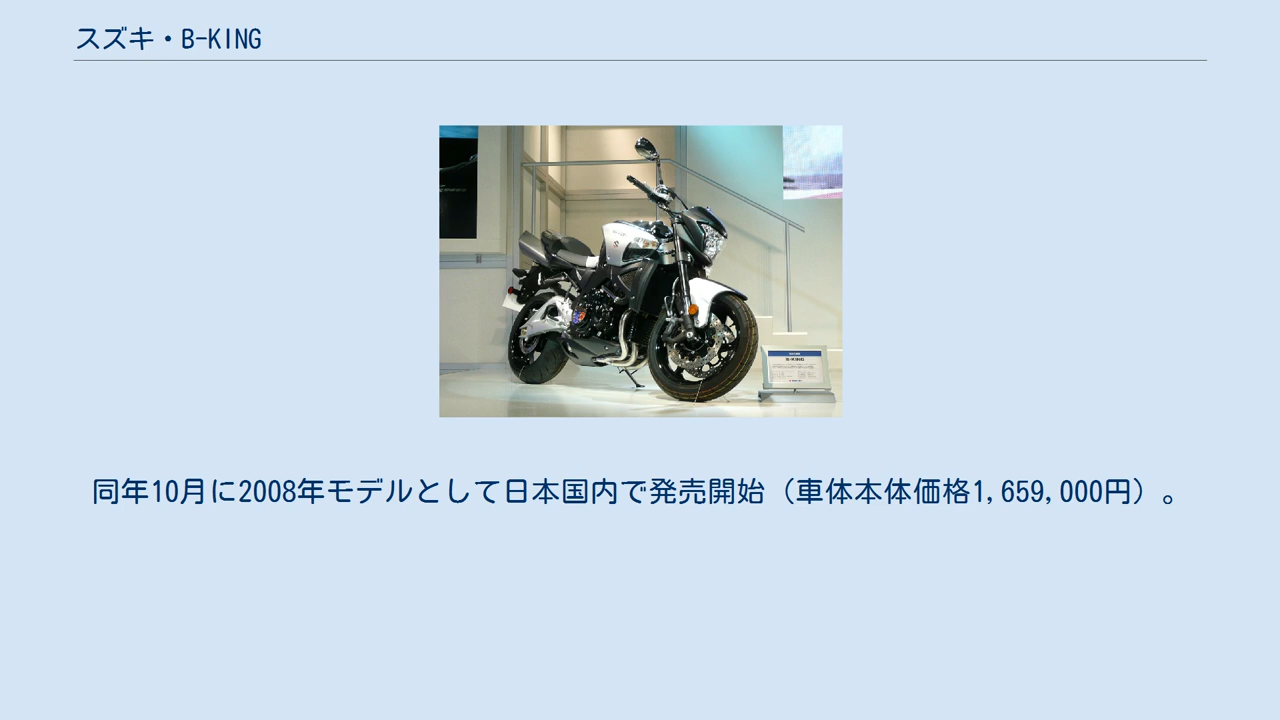 スズキ・B-KING
同年10月に2008年モデルとして日本国内で発売開始（車体本体価格1,659,000円）。